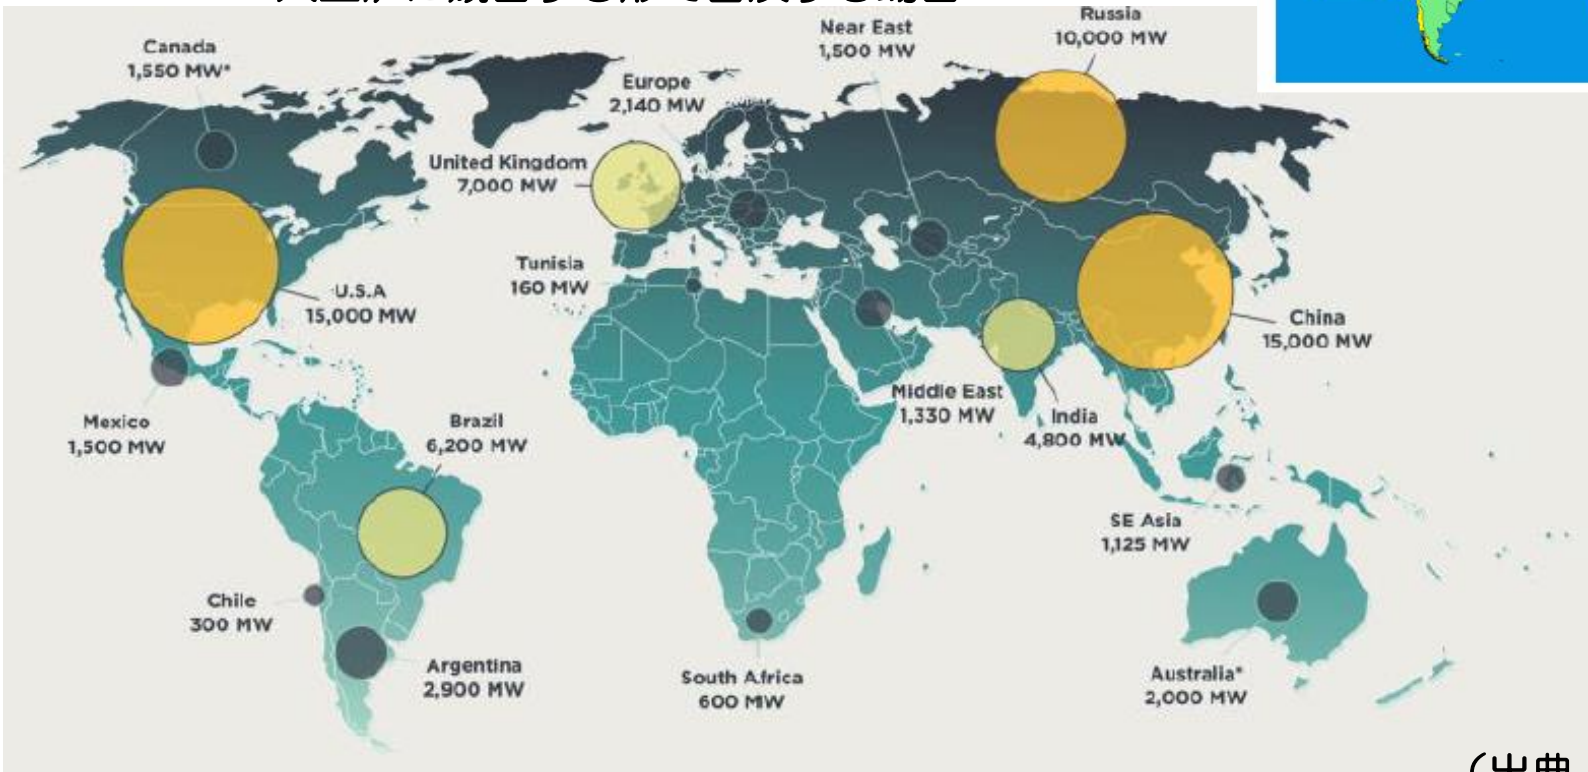 Canada
1,550 MW*
Near East
1,500 MW
Russia
10,000 MW
Europe
2,140 MW
United Kingdom
7,000 MW
Tunisia
160 MW
U.S.A
15,000 MW
China
15,000 MW
Middle East
1,330 MW
India
4,800 MW
Mexico
1,500 MW
Brazil
6,200 MW
SE Asia
1,125 MW
Chile
300 MW
Argentina
2,900 MW
South Africa
600 MW
Australia*
2,000 MW
(出典